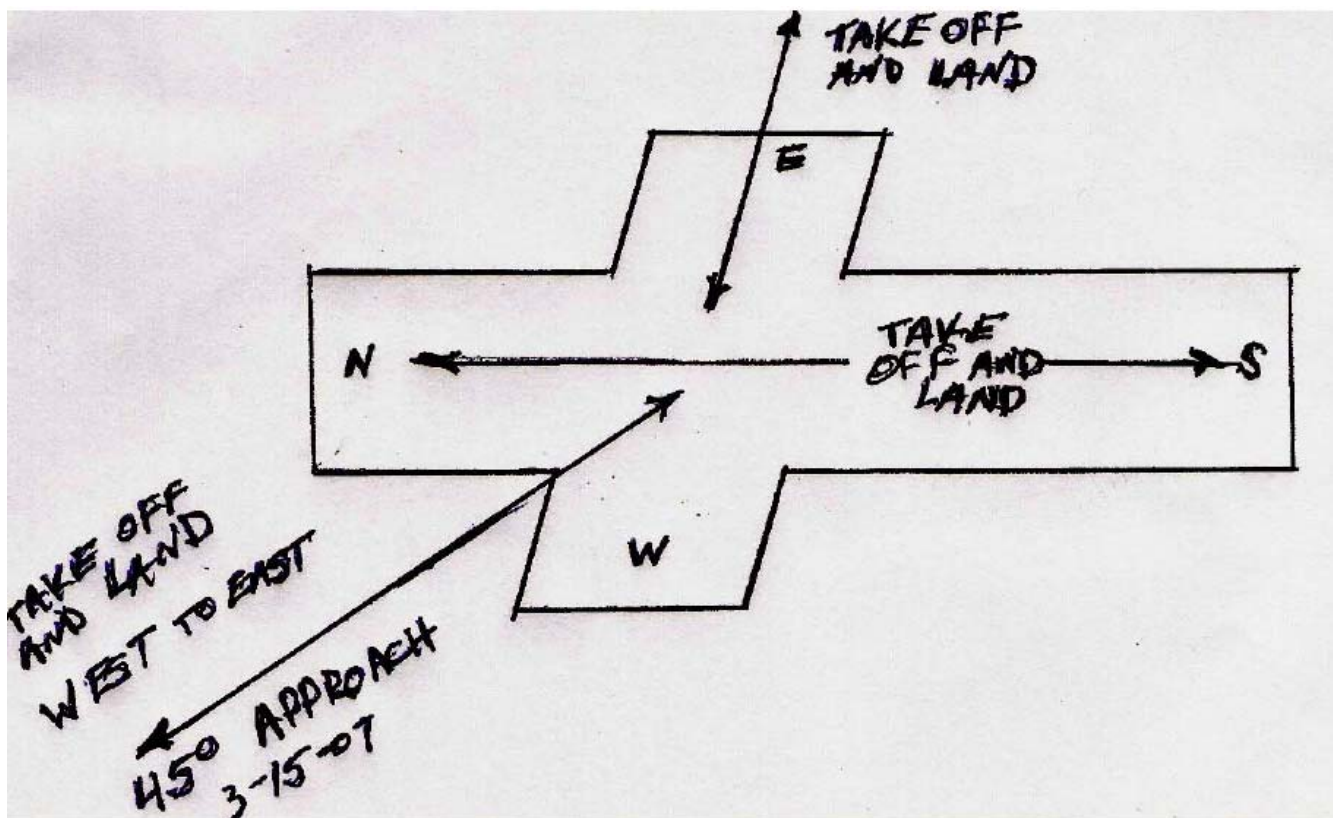 TAKE OFF
AND LAND
E
N
TAKE
OFF AND
LAND
S
W
TAKE OFF
AND LAND
WEST TO EAST
45° APPROACH
3-15-07